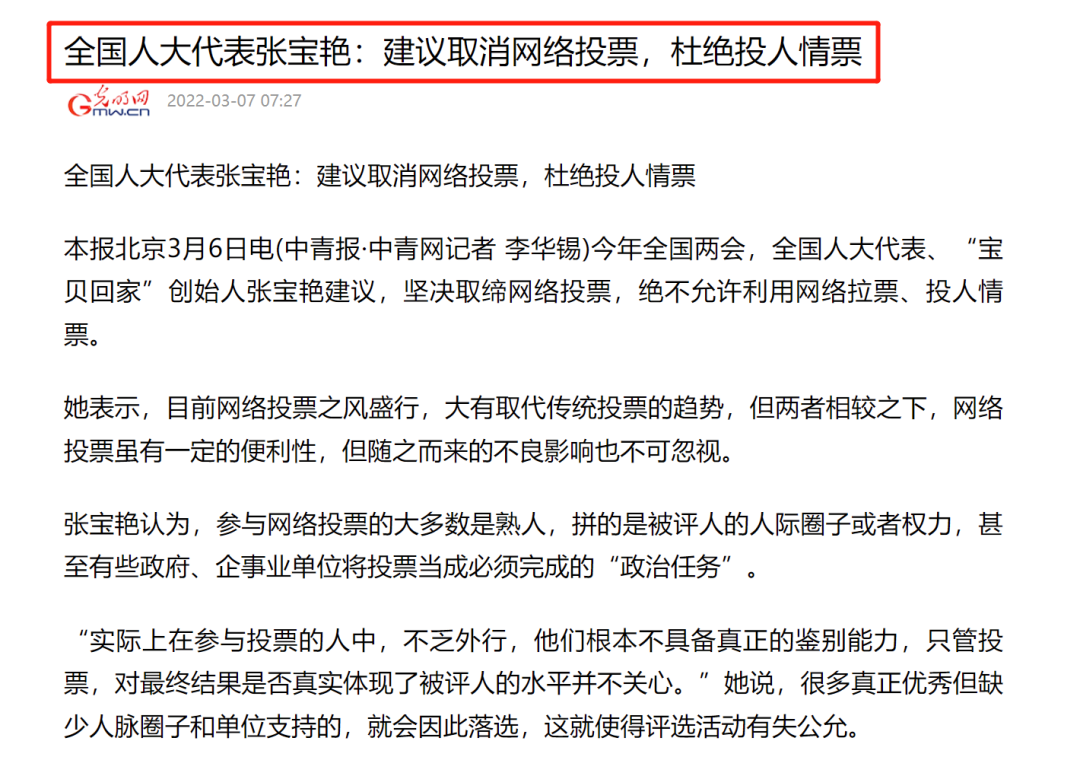 全国人大代表张宝艳：建议取消网络投票，杜绝投人情票
光明网
GMW.CN 2022-03-07 07:27
全国人大代表张宝艳：建议取消网络投票，杜绝投人情票
本报北京3月6日电(中青报·中青网记者 李华锡)今年全国两会，全国人大代表、“宝
贝回家”创始人张宝艳建议，坚决取缔网络投票，绝不允许利用网络拉票、投人情
票。
她表示，目前网络投票之风盛行，大有取代传统投票的趋势，但两者相较之下，网络
投票虽有一定的便利性，但随之而来的不良影响也不可忽视。
张宝艳认为，参与网络投票的大多数是熟人，拼的是被评人的人际圈子或者权力，甚
至有些政府、企事业单位将投票当成必须完成的“政治任务”。
“实际上在参与投票的人中，不乏外行，他们根本不具备真正的鉴别能力，只管投
票，对最终结果是否真实体现了被评人的水平并不关心。”她说，很多真正优秀但缺
少人脉圈子和单位支持的，就会因此落选，这就使得评选活动有失公允。